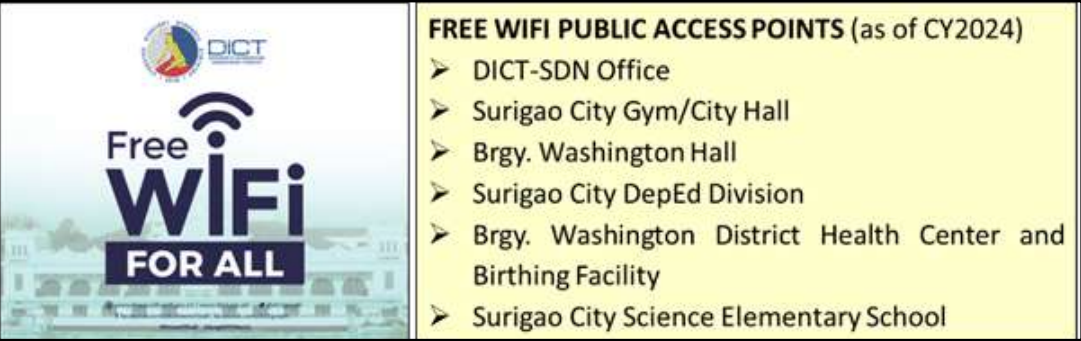 DICT
Free
WiFi
FOR ALL
FREE WIFI PUBLIC ACCESS POINTS (as of CY2024)
➢ DICT-SDN Office
➢ Surigao City Gym/City Hall
➢ Brgy. Washington Hall
➢ Surigao City DepEd Division
➢ Brgy. Washington District Health Center and
Birthing Facility
➢ Surigao City Science Elementary School